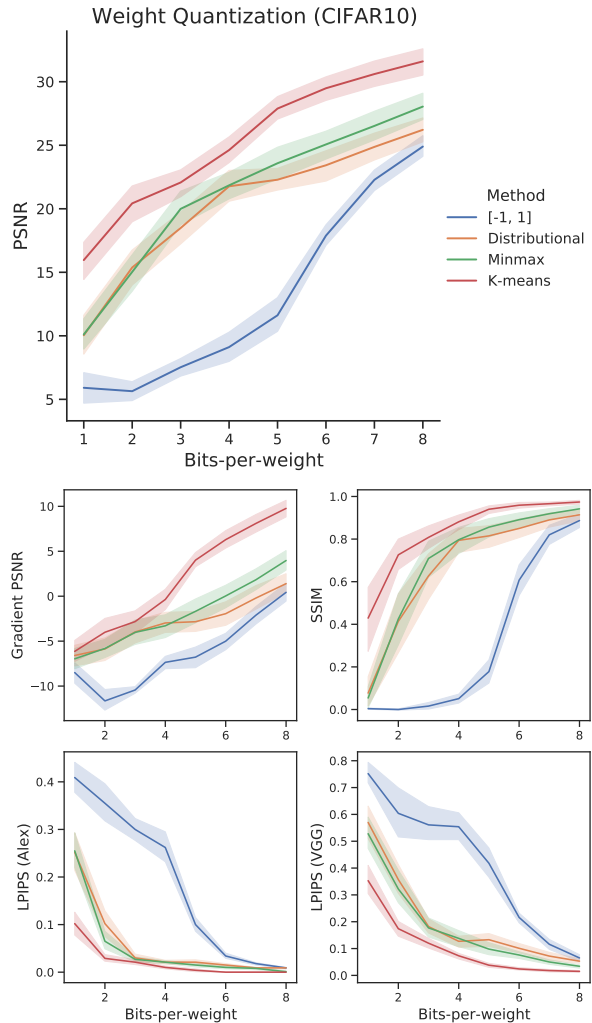 Weight Quantization (CIFAR10)
30
25
20
15
10
5
PSNR
1 2 3 4 5 6 7 8
Bits-per-weight
Method
[-1, 1]
Distributional
Minmax
K-means
10
5
0
−5
−10
Gradient PSNR
2 4 6 8
1.0
0.8
0.6
0.4
0.2
0.0
SSIM
2 4 6 8
0.4
0.3
0.2
0.1
0.0
LPIPS (Alex)
2 4 6 8
Bits-per-weight
0.8
0.7
0.6
0.5
0.4
0.3
0.2
0.1
0.0
LPIPS (VGG)
2 4 6 8
Bits-per-weight